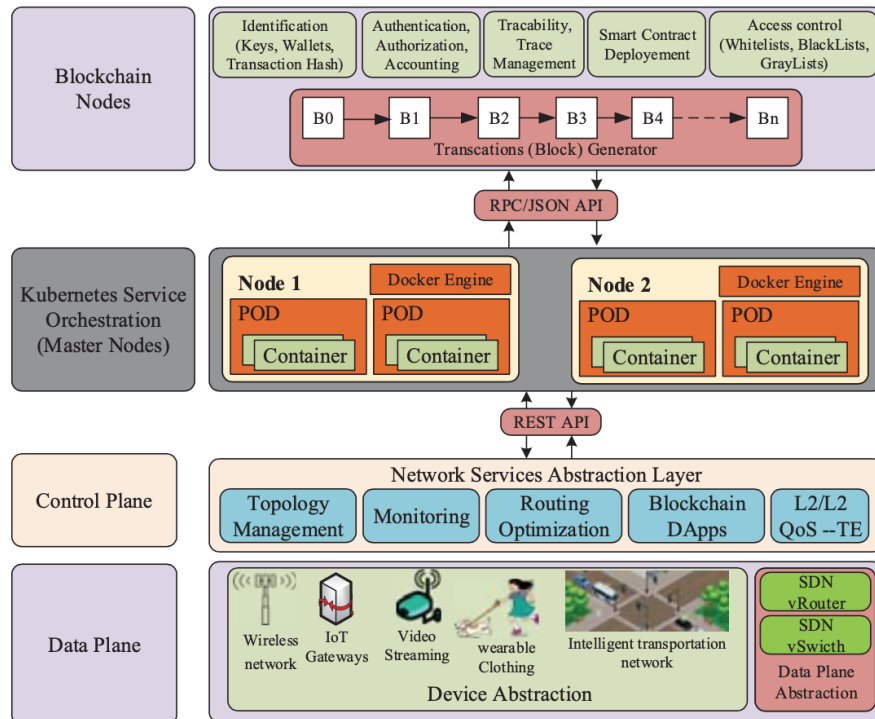 Blockchain
Nodes
Identification
(Keys, Wallets,
Transaction Hash)
Authentication,
Authorization,
Accounting
Tracability,
Trace
Management
Smart Contract
Deployement
Access control
(Whitelists, BlackLists,
GrayLists)
B0
B1
B2
B3
B4
Bn
Transcations (Block) Generator
RPC/JSON API
Kubernetes Service
Orchestration
(Master Nodes)
Node 1
Docker Engine
POD
Container
POD
Container
Node 2
Docker Engine
POD
Container
POD
Container
REST API
Control Plane
Network Services Abstraction Layer
Topology
Management
Monitoring
Routing
Optimization
Blockchain
DApps
L2/L2
QoS --TE
Data Plane
Wireless
network
IoT
Gateways
Video
Streaming
wearable
Clothing
Intelligent transportation
network
Device Abstraction
SDN
vRouter
SDN
vSwicth
Data Plane
Abstraction